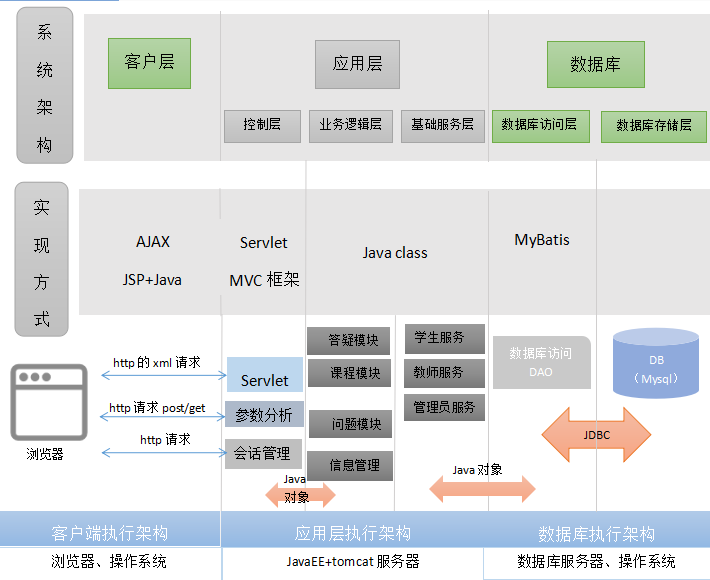 系统架构
客户层
应用层
数据库
控制层
业务逻辑层
基础服务层
数据库访问层
数据库存储层
实现方式
AJAX
JSP+Java
Servlet
MVC 框架
Java class
MyBatis
http 的 xml 请求
http 请求 post/get
http 请求
浏览器
Servlet
参数分析
会话管理
答疑模块
课程模块
问题模块
信息管理
学生服务
教师服务
管理员服务
数据库访问
DAO
DB
（Mysql）
JDBC
Java
对象
Java 对象
客户端执行架构
应用层执行架构
数据库执行架构
浏览器、操作系统
JavaEE+tomcat 服务器
数据库服务器、操作系统